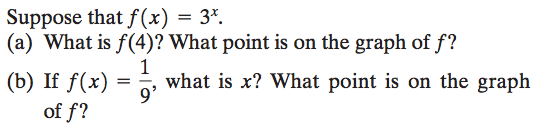 Suppose that f(x) = 3ˣ.
(a) What is f(4)? What point is on the graph of f?
(b) If f(x) = 1/9, what is x? What point is on the graph
of f?